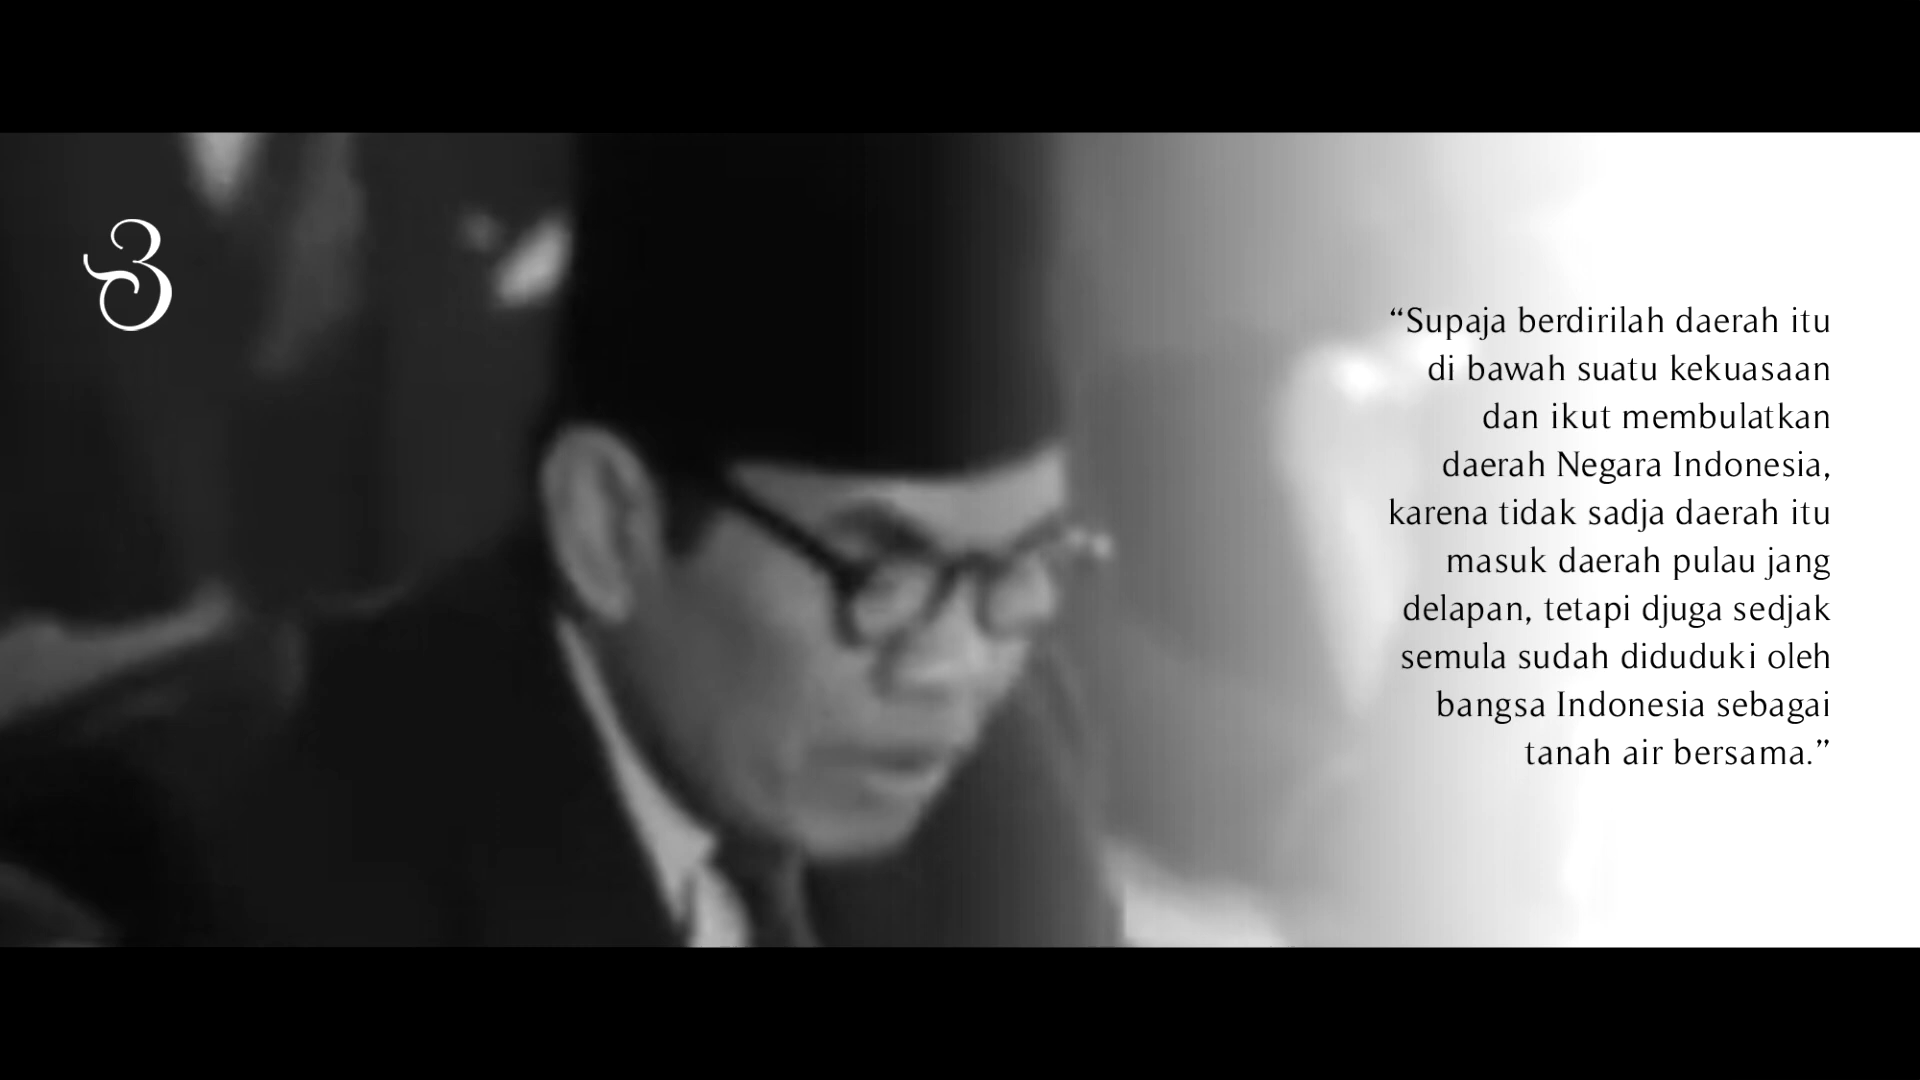 3
“Supaja berdirilah daerah itu
di bawah suatu kekuasaan
dan ikut membulatkan
daerah Negara Indonesia,
karena tidak sadja daerah itu
masuk daerah pulau jang
delapan, tetapi djuga sedjak
semula sudah diduduki oleh
bangsa Indonesia sebagai
tanah air bersama.”